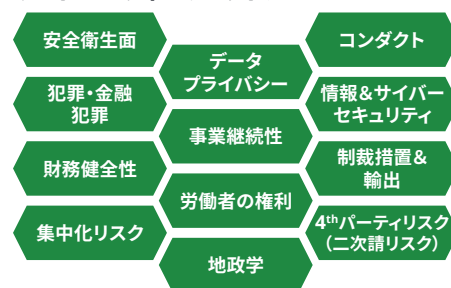 安全衛生面
データ
プライバシー
コンダクト
犯罪・金融
犯罪
事業継続性
情報&サイバー
セキュリティ
財務健全性
労働者の権利
制裁措置&
輸出
集中化リスク
地政学
4thパーティリスク
（二次請リスク）